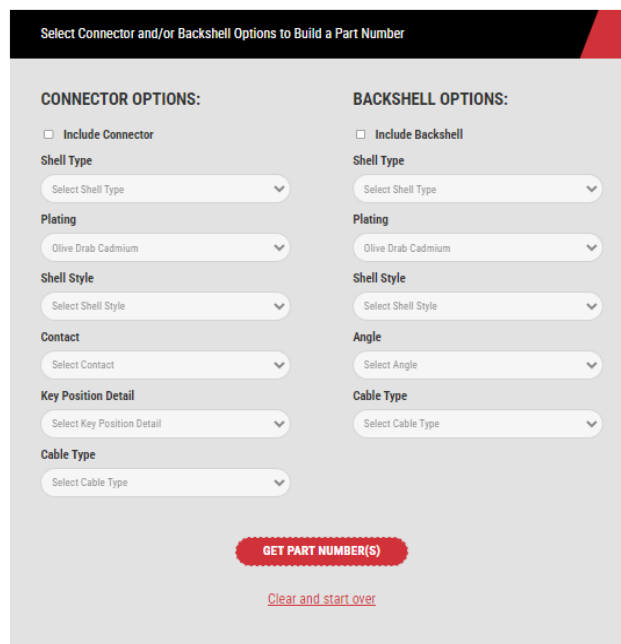 Select Connector and/or Backshell Options to Build a Part Number
CONNECTOR OPTIONS:
Include Connector
Shell Type
Select Shell Type
Plating
Olive Drab Cadmium
Shell Style
Select Shell Style
Contact
Select Contact
Key Position Detail
Select Key Position Detail
Cable Type
Select Cable Type
BACKSHELL OPTIONS:
Include Backshell
Shell Type
Select Shell Type
Plating
Olive Drab Cadmium
Shell Style
Select Shell Style
Angle
Select Angle
Cable Type
Select Cable Type
GET PART NUMBER(S)
Clear and start over